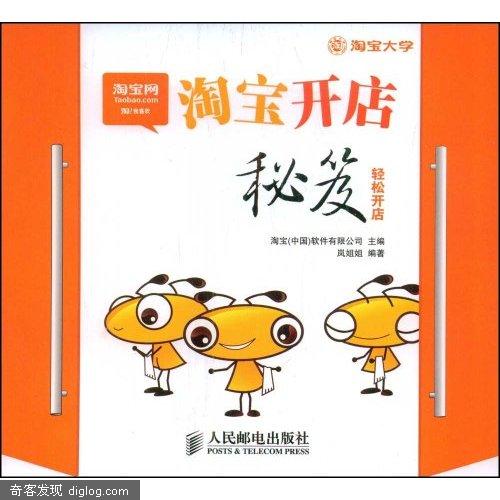 淘宝大学
淘宝网
Taobao.com
淘!我喜欢
淘宝开店
秘笈
轻松开店
淘宝(中国)软件有限公司 主编
岚姐姐 编著
人民邮电出版社
POSTS & TELECOM PRESS
奇客发现 diglog.com